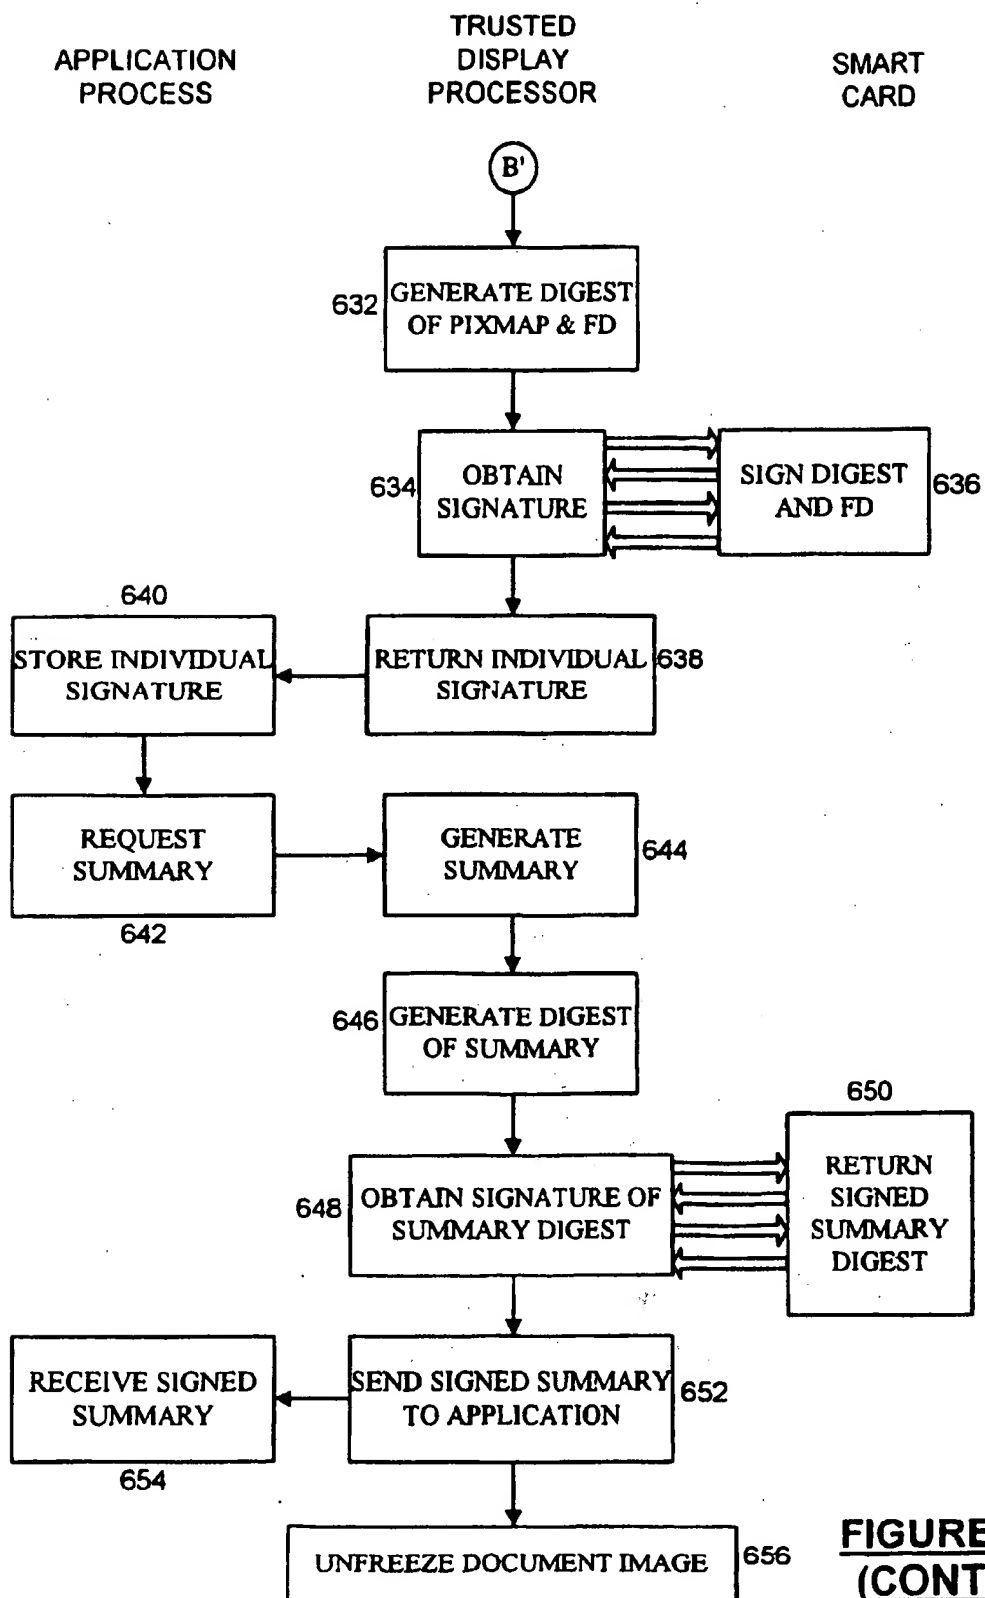 APPLICATION
PROCESS
TRUSTED
DISPLAY
PROCESSOR
SMART
CARD
B'
632
GENERATE DIGEST
OF PIXMAP & FD
634
OBTAIN
SIGNATURE
SIGN DIGEST
AND FD
636
640
STORE INDIVIDUAL
SIGNATURE
RETURN INDIVIDUAL
SIGNATURE
638
REQUEST
SUMMARY
642
GENERATE
SUMMARY
644
646
GENERATE DIGEST
OF SUMMARY
648
OBTAIN SIGNATURE OF
SUMMARY DIGEST
650
RETURN
SIGNED
SUMMARY
DIGEST
RECEIVE SIGNED
SUMMARY
654
SEND SIGNED SUMMARY
TO APPLICATION
652
UNFREEZE DOCUMENT IMAGE
656
FIGURE
(CONT